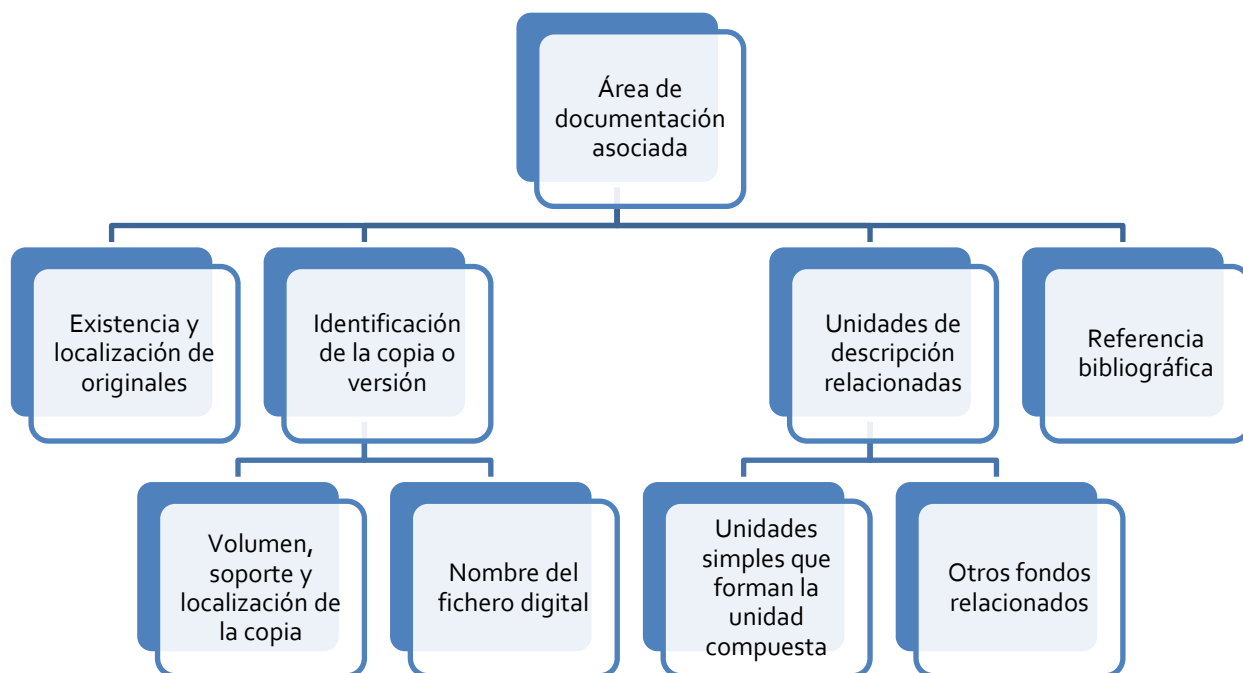 Área de
documentación
asociada
Existencia y
localización de
originales
Identificación
de la copia o
versión
Unidades de
descripción
relacionadas
Referencia
bibliográfica
Volumen,
soporte y
localización de
la copia
Nombre del
fichero digital
Unidades
simples que
forman la
unidad
compuesta
Otros fondos
relacionados